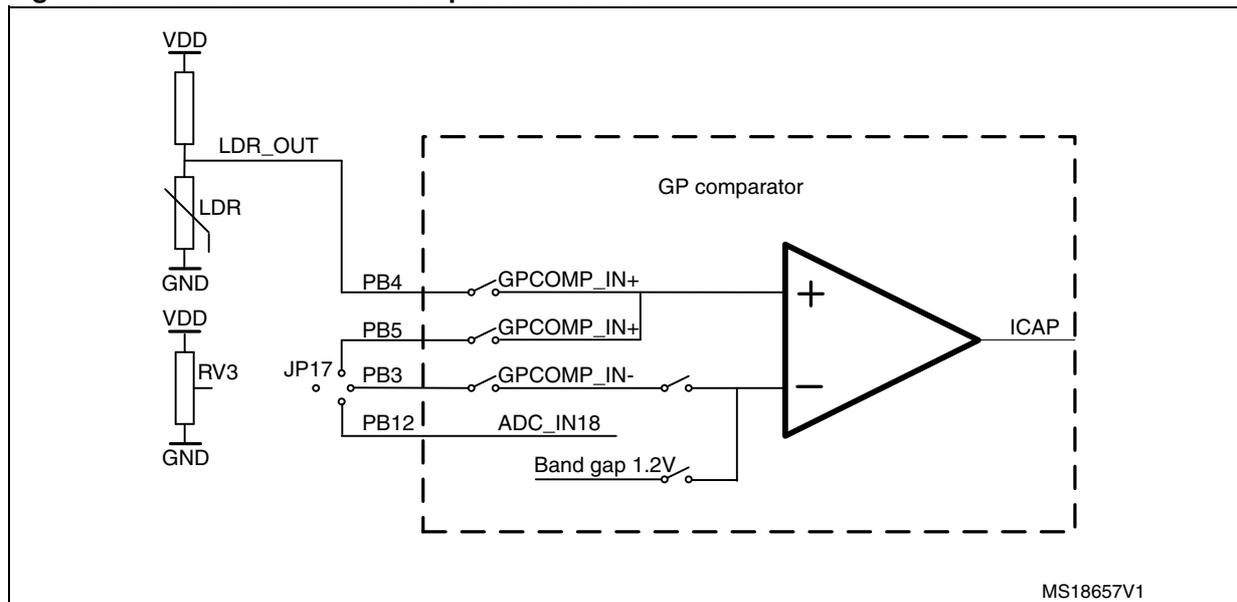 VDD
LDR_OUT
LDR
GND
GP comparator
VDD
RV3
GND
JP17
PB4
GPCOMP_IN+
PB5
GPCOMP_IN+
PB3
GPCOMP_IN-
PB12
ADC_IN18
Band gap 1.2V
+
−
ICAP
MS18657V1